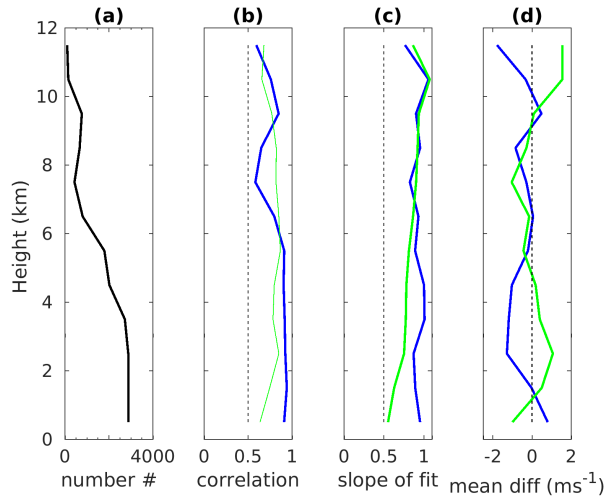 (a) (b) (c) (d)
12
10
8
6
4
2
0
Height (km)
0 4000 0 0.5 1 0 0.5 1 -2 0 2
number # correlation slope of fit mean diff (ms⁻¹)